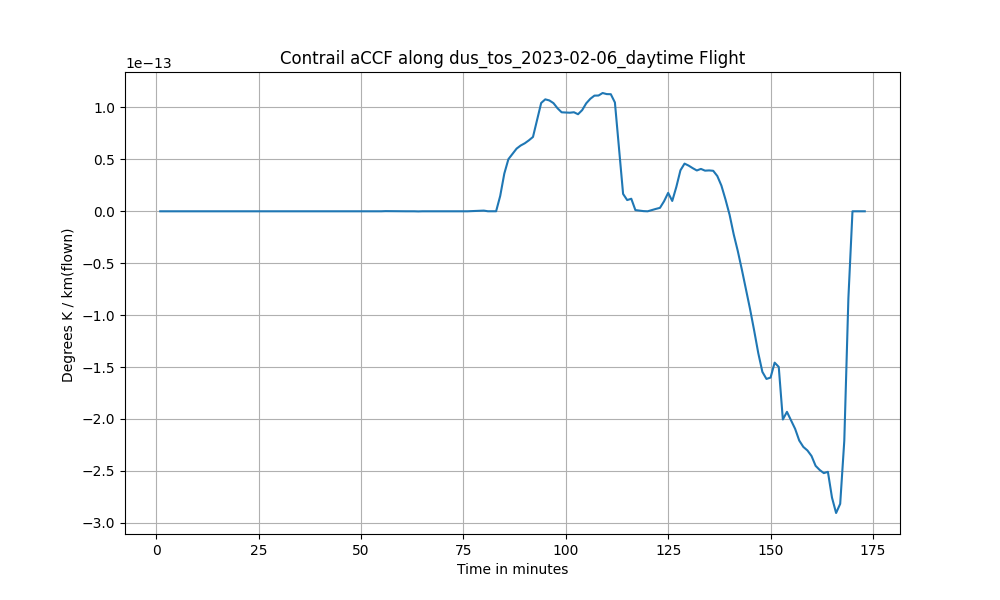 Contrail aCCF along dus_tos_2023-02-06_daytime Flight
1e−13
1.0
0.5
0.0
−0.5
−1.0
−1.5
−2.0
−2.5
−3.0
Degrees K / km(flown)
0 25 50 75 100 125 150 175
Time in minutes